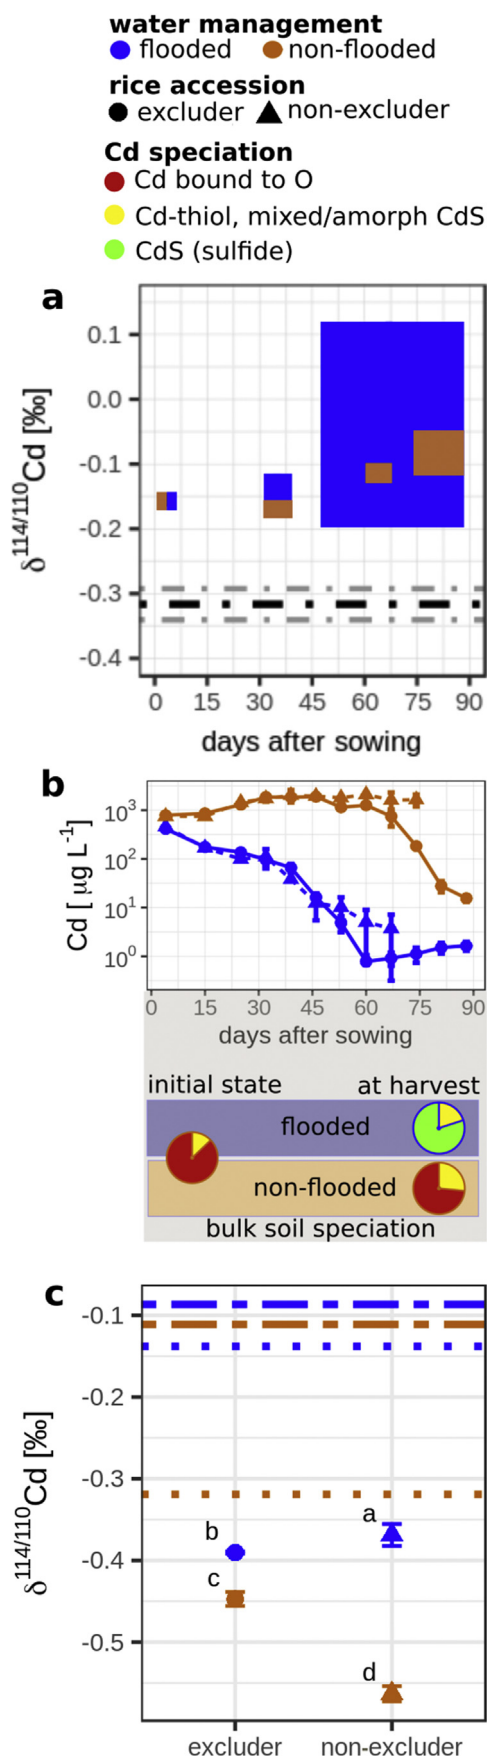 water management
flooded non-flooded
rice accession
excluder non-excluder
Cd speciation
Cd bound to O
Cd-thiol, mixed/amorph CdS
CdS (sulfide)
a
δ114/110Cd [‰]
0.1
0.0
-0.1
-0.2
-0.3
-0.4
0 15 30 45 60 75 90
days after sowing
b
Cd [ μg L-1]
10³
10²
10¹
10⁰
0 15 30 45 60 75 90
days after sowing
initial state at harvest
flooded
non-flooded
bulk soil speciation
c
δ114/110Cd [‰]
-0.1
-0.2
-0.3
-0.4
-0.5
a
b
c
d
excluder non-excluder